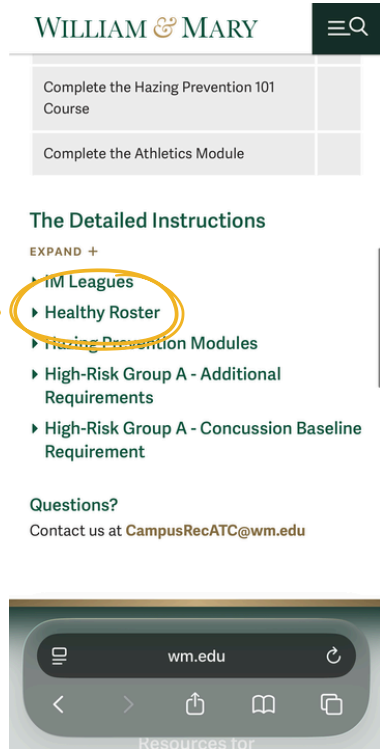 WILLIAM & MARY
Complete the Hazing Prevention 101
Course
Complete the Athletics Module
The Detailed Instructions
EXPAND +
IM Leagues
Healthy Roster
Hazing Prevention Modules
High-Risk Group A - Additional
Requirements
High-Risk Group A - Concussion Baseline
Requirement
Questions?
Contact us at CampusRecATC@wm.edu
wm.edu
Resources for